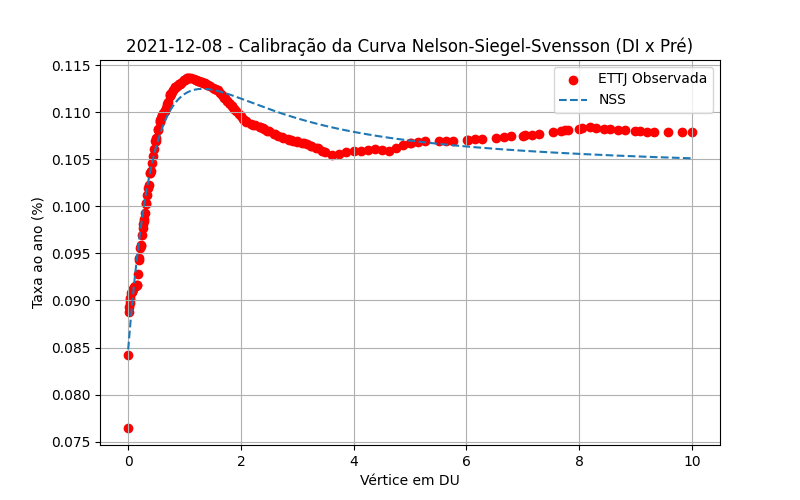 2021-12-08 - Calibração da Curva Nelson-Siegel-Svensson (DI x Pré)
ETTJ Observada
NSS
Taxa ao ano (%)
0.115
0.110
0.105
0.100
0.095
0.090
0.085
0.080
0.075
0 2 4 6 8 10
Vértice em DU